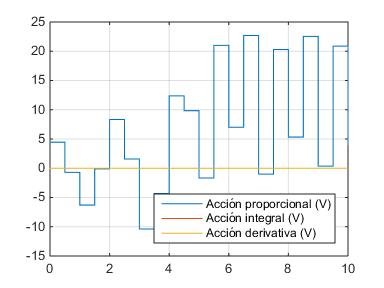 25
20
15
10
5
0
-5
-10
-15
0 2 4 6 8 10
Acción proporcional (V)
Acción integral (V)
Acción derivativa (V)